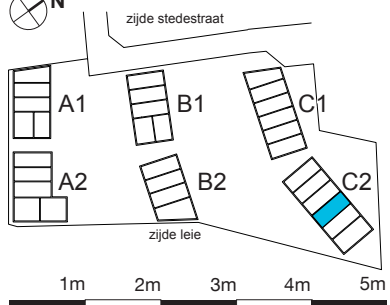 N
zijde stedestraat
A1
B1
C1
A2
B2
C2
zijde leie
1m 2m 3m 4m 5m